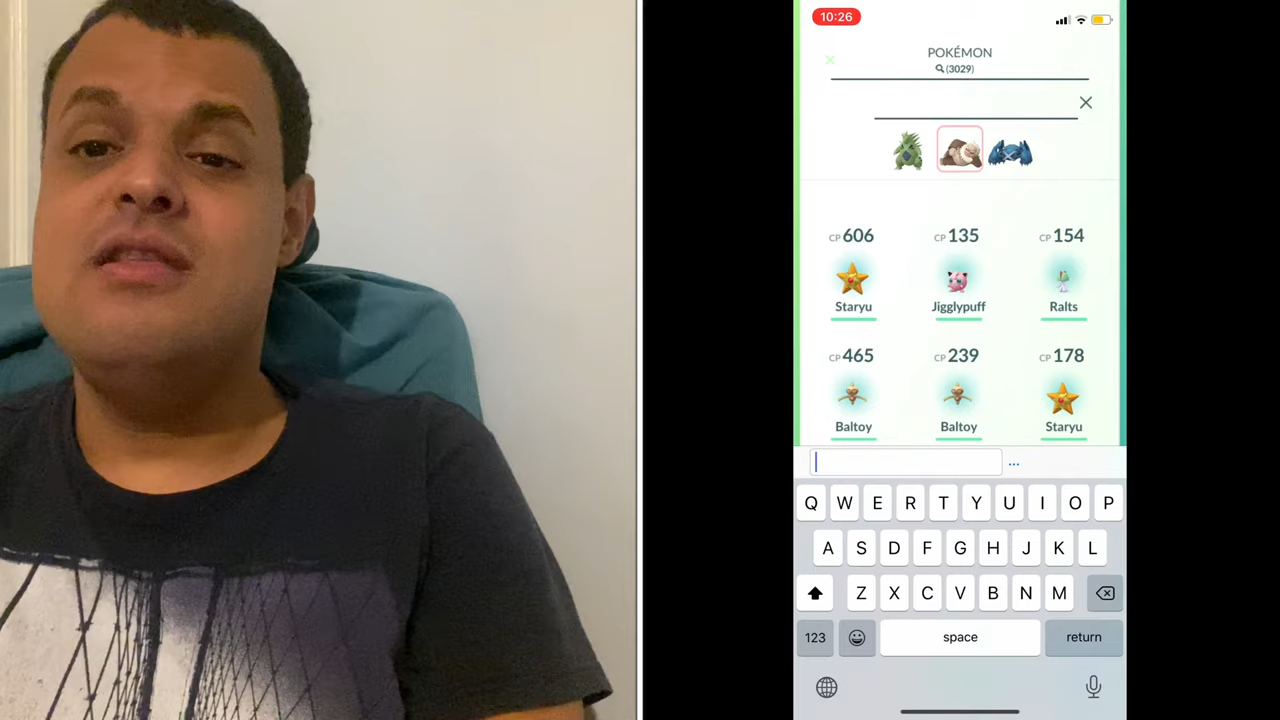 10:26
POKÉMON
(3029)
CP 606 CP 135 CP 154
Staryu Jigglypuff Ralts
CP 465 CP 239 CP 178
Baltoy Baltoy Staryu
...
Q W E R T Y U I O P
A S D F G H J K L
Z X C V B N M
123 space return